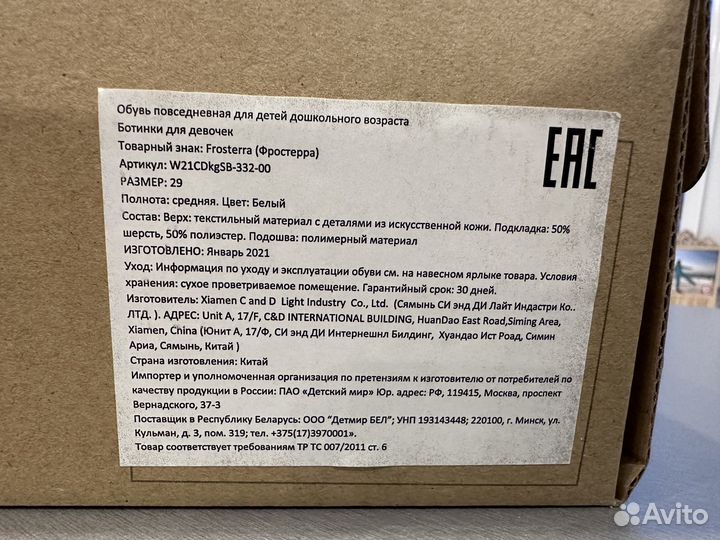 Обувь повседневная для детей дошкольного возраста
Ботинки для девочек
Товарный знак: Frosterra (Фростерра)
Артикул: W21CDkgSB-332-00
РАЗМЕР: 29
Полнота: средняя. Цвет: Белый
Состав: Верх: текстильный материал с деталями из искусственной кожи. Подкладка: 50%
шерсть, 50% полиэстер. Подошва: полимерный материал
ИЗГОТОВЛЕНО: Январь 2021
Уход: Информация по уходу и эксплуатации обуви см. на навесном ярлыке товара. Условия
хранения: сухое проветриваемое помещение. Гарантийный срок: 30 дней.
Изготовитель: Xiamen C and D Light Industry Co., Ltd. (Сямынь СИ энд ДИ Лайт Индастри Ко..
ЛТД. ). АДРЕС: Unit A, 17/F, C&D INTERNATIONAL BUILDING, HuanDao East Road,Siming Area,
Xiamen, China (Юнит А, 17/Ф, СИ энд ДИ Интернешнл Билдинг, Хуандао Ист Роад, Симин
Ариа, Сямынь, Китай )
Страна изготовления: Китай
Импортер и уполномоченная организация по претензиям к изготовителю от потребителей по
качеству продукции в России: ПАО «Детский мир» Юр. адрес: РФ, 119415, Москва, проспект
Вернадского, 37-3
Поставщик в Республику Беларусь: ООО "Детмир БЕЛ"; УНП 193143448; 220100, г. Минск, ул.
Кульман, д. 3, пом. 319; тел. +375(17)3970001».
Товар соответствует требованиям ТР ТС 007/2011 ст. 6
EAC
Avito